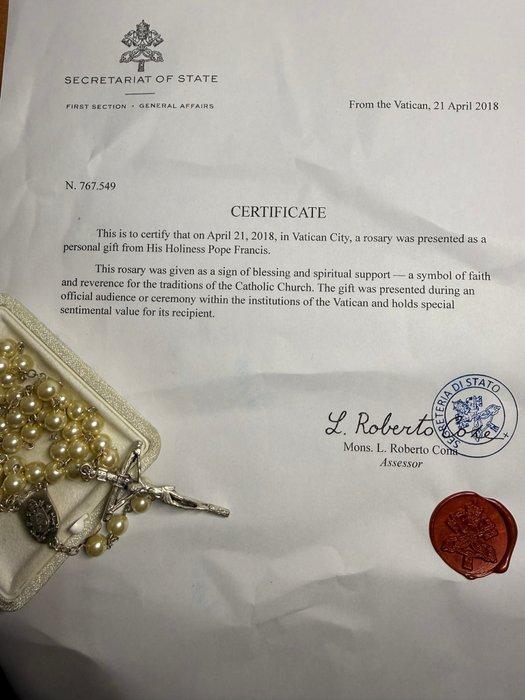 SECRETARIAT OF STATE
FIRST SECTION · GENERAL AFFAIRS
From the Vatican, 21 April 2018
N. 767.549
CERTIFICATE
This is to certify that on April 21, 2018, in Vatican City, a rosary was presented as a
personal gift from His Holiness Pope Francis.
This rosary was given as a sign of blessing and spiritual support — a symbol of faith
and reverence for the traditions of the Catholic Church. The gift was presented during an
official audience or ceremony within the institutions of the Vatican and holds special
sentimental value for its recipient.
SEGRETERIA DI STATO
L. Roberto Cone
Mons. L. Roberto Cona
Assessor